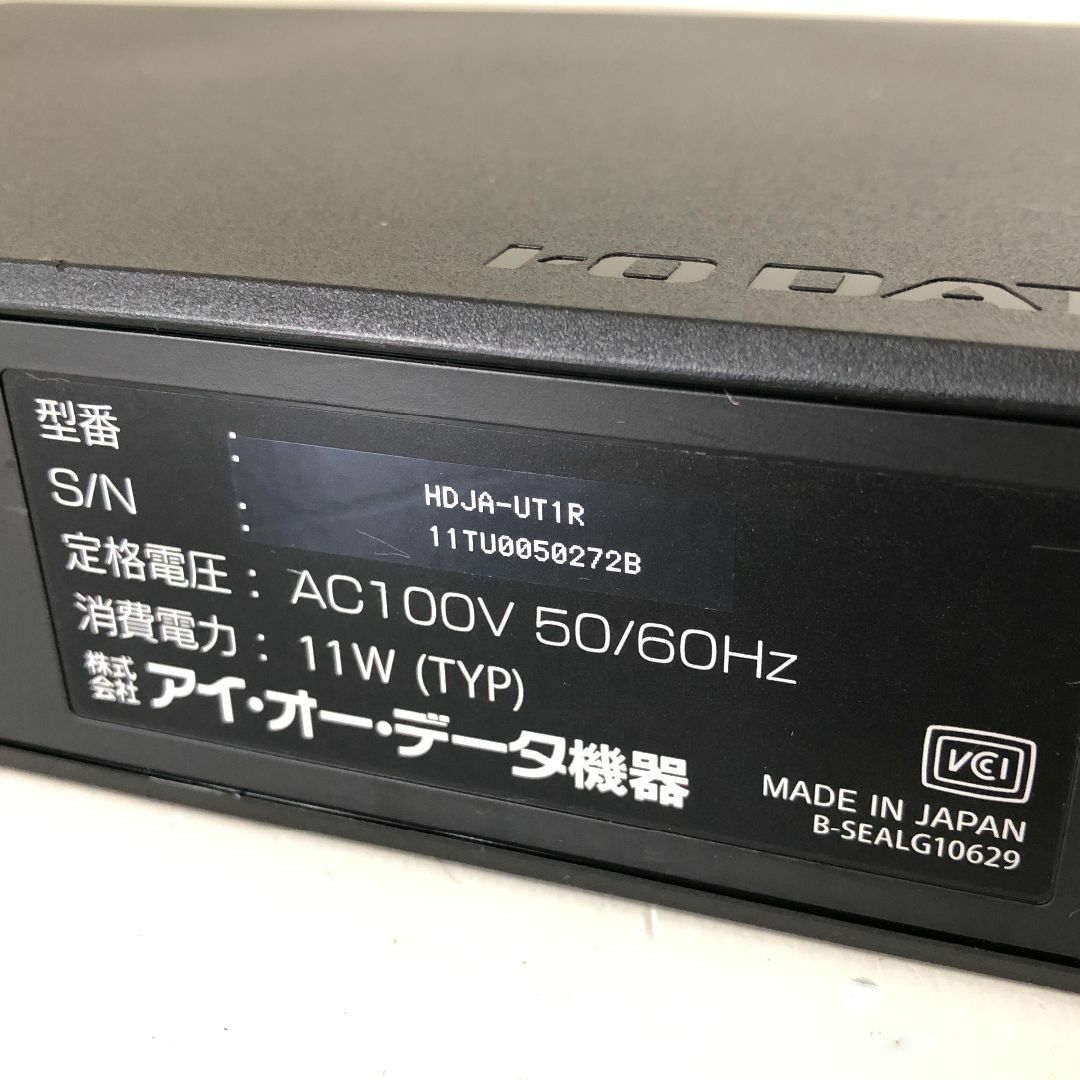 I-O DAT
型番 : HDJA-UT1R
S/N : 11TU0050272B
定格電圧 : AC100V 50/60Hz
消費電力 : 11W (TYP)
株式会社 アイ・オー・データ機器
VCCI
MADE IN JAPAN
B-SEALG10629